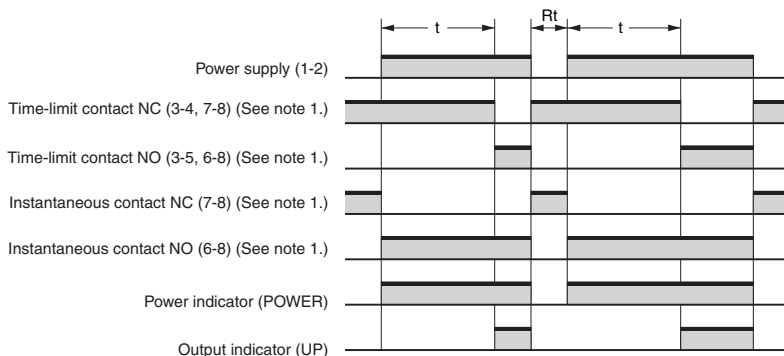 Rt
t
t
Power supply (1-2)
Time-limit contact NC (3-4, 7-8) (See note 1.)
Time-limit contact NO (3-5, 6-8) (See note 1.)
Instantaneous contact NC (7-8) (See note 1.)
Instantaneous contact NO (6-8) (See note 1.)
Power indicator (POWER)
Output indicator (UP)